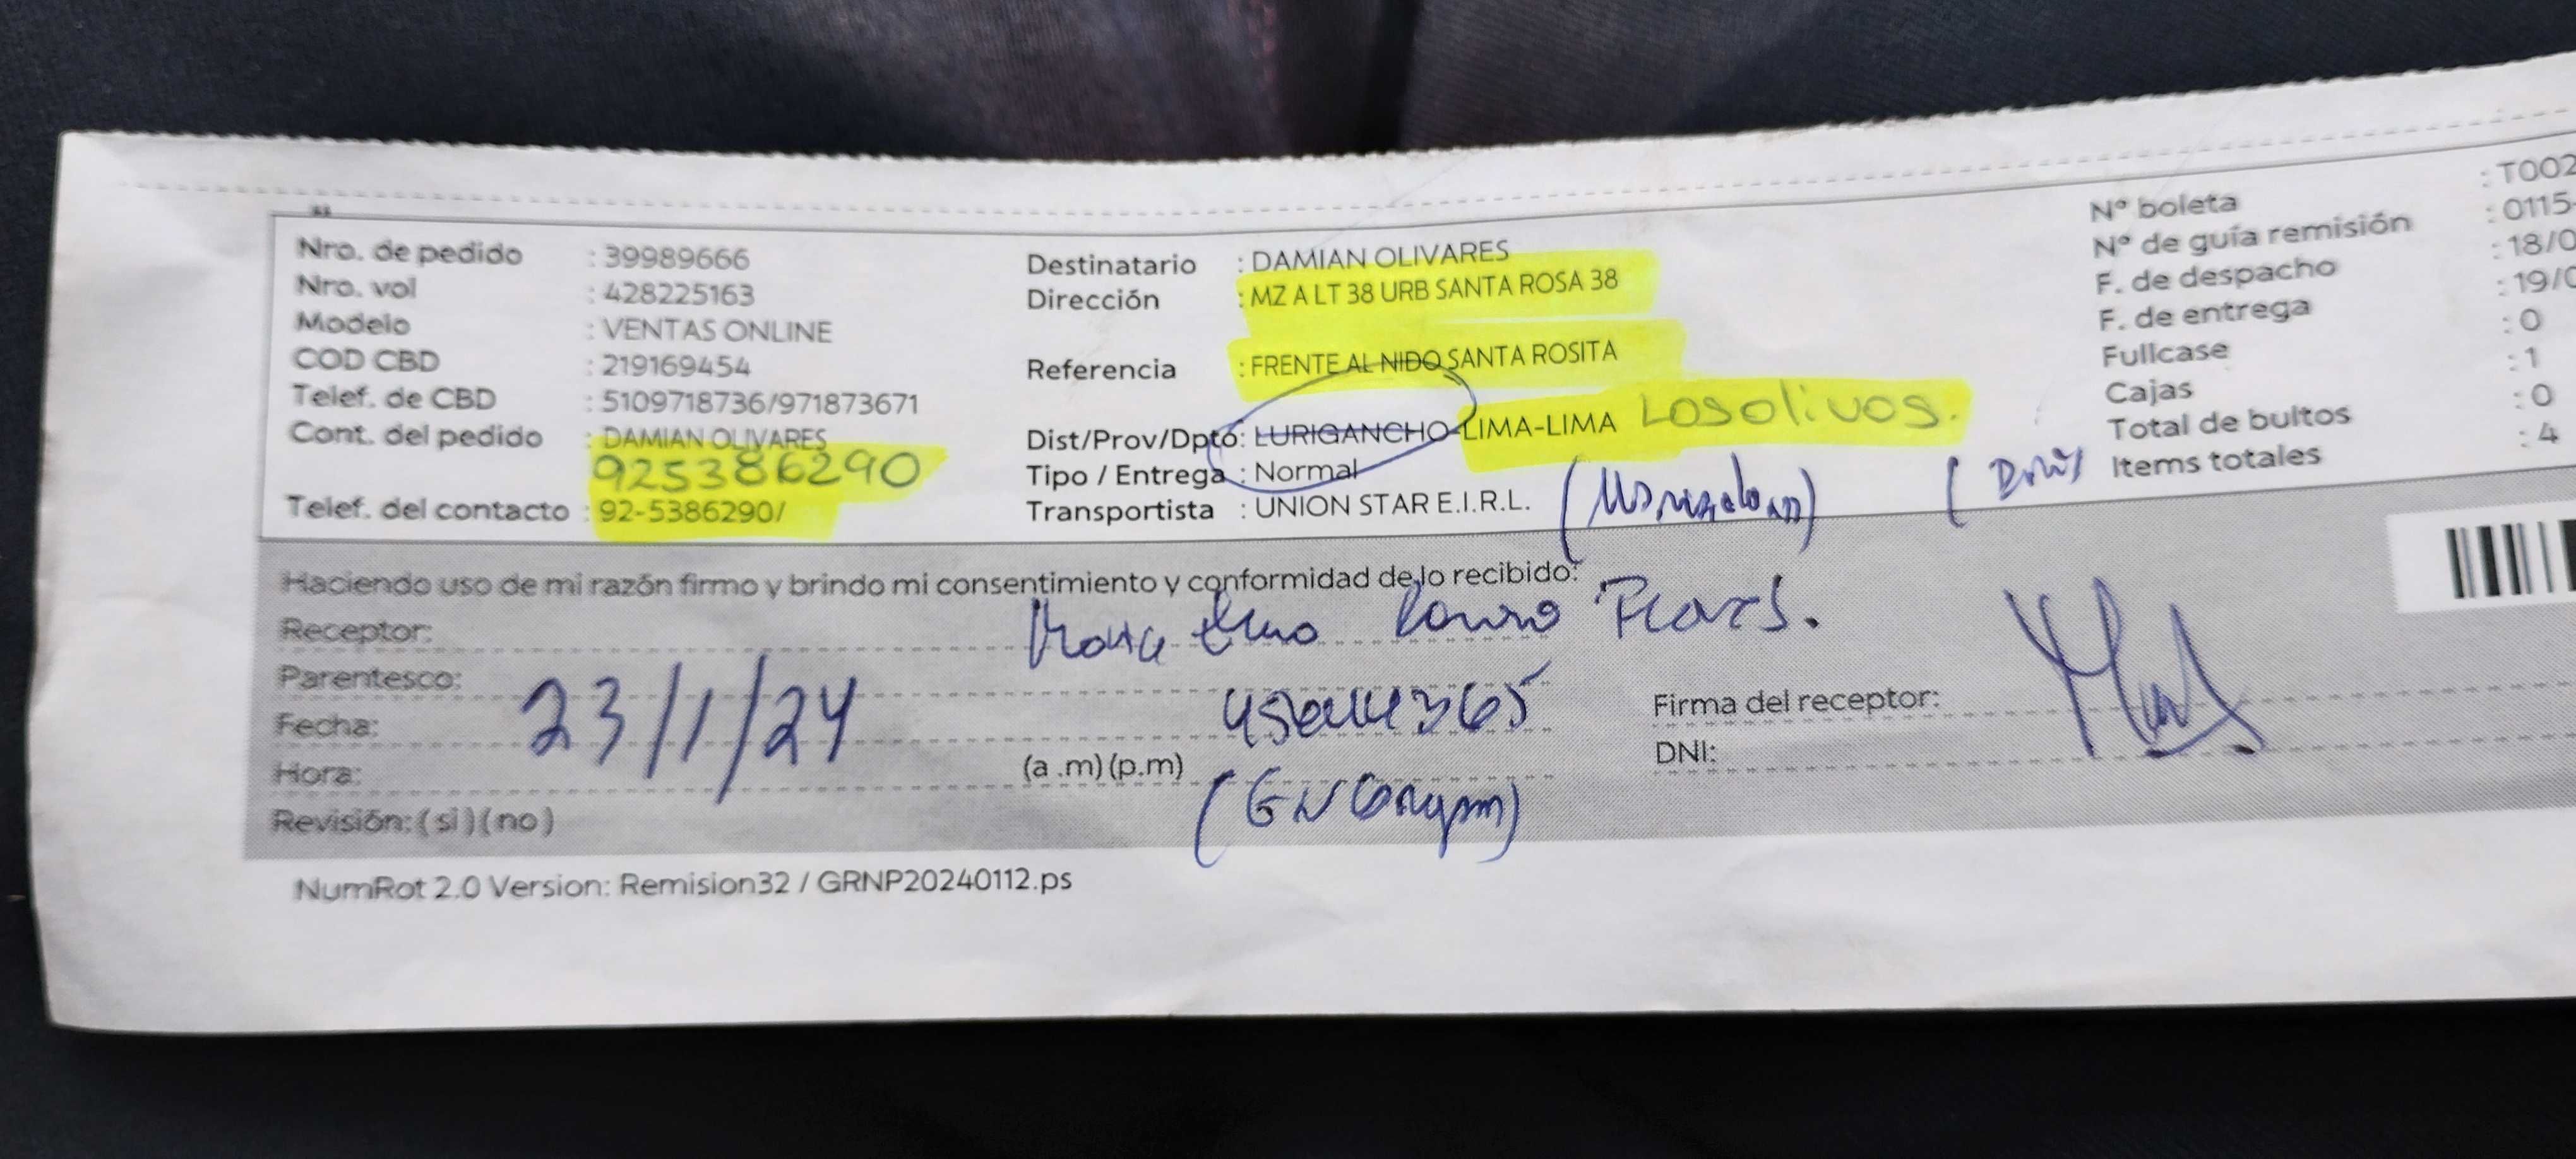 Nro. de pedido : 39989666
Nro. vol : 428225163
Modelo : VENTAS ONLINE
COD CBD : 219169454
Telef. de CBD : 5109718736/971873671
Cont. del pedido : DAMIAN OLIVARES
925386290
Telef. del contacto : 92-5386290/
Destinatario : DAMIAN OLIVARES
Dirección : MZ A LT 38 URB SANTA ROSA 38
Referencia : FRENTE AL NIDO SANTA ROSITA
Dist/Prov/Dpto: LURIGANCHO-LIMA-LIMA Los olivos.
Tipo / Entrega : Normal
Transportista : UNION STAR E.I.R.L.
: T002
N° boleta : 0115-
N° de guía remisión : 18/0
F. de despacho : 19/0
F. de entrega : 0
Fullcase : 1
Cajas : 0
Total de bultos : 4
Items totales
Haciendo uso de mi razón firmo y brindo mi consentimiento y conformidad de lo recibido:
Receptor: Flores.
Parentesco:
Fecha: 23/1/24
Hora: (a .m) (p.m)
Revisión: ( si ) ( no )
Firma del receptor:
DNI:
NumRot 2.0 Version: Remision32 / GRNP20240112.ps